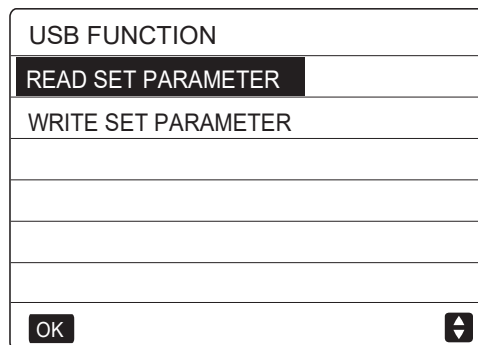 USB FUNCTION
READ SET PARAMETER
WRITE SET PARAMETER
OK